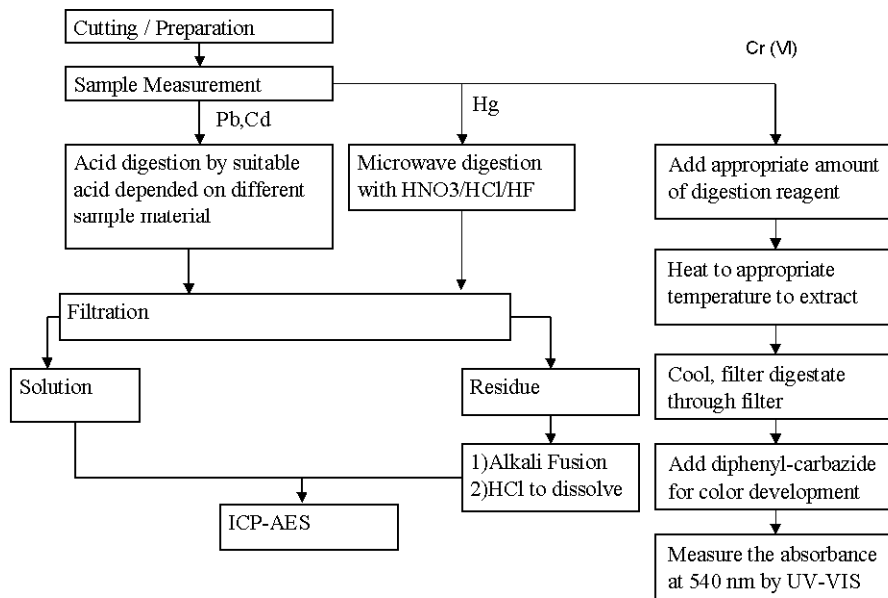 Cutting / Preparation
Cr (VI)
Sample Measurement
Pb,Cd
Hg
Acid digestion by suitable
acid depended on different
sample material
Microwave digestion
with HNO3/HCl/HF
Add appropriate amount
of digestion reagent
Heat to appropriate
temperature to extract
Filtration
Solution
Residue
Cool, filter digestate
through filter
1)Alkali Fusion
2)HCl to dissolve
Add diphenyl-carbazide
for color development
ICP-AES
Measure the absorbance
at 540 nm by UV-VIS